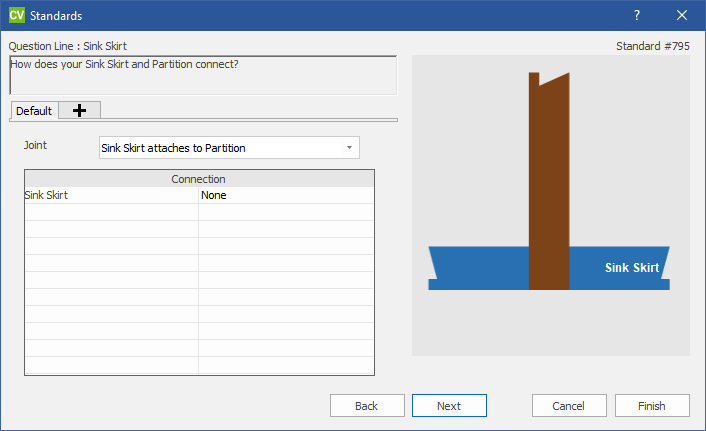 CV Standards ?
Question Line : Sink Skirt
Standard #795
How does your Sink Skirt and Partition connect?
Default
Joint
Sink Skirt attaches to Partition
Connection
Sink Skirt None
Sink Skirt
Back Next Cancel Finish